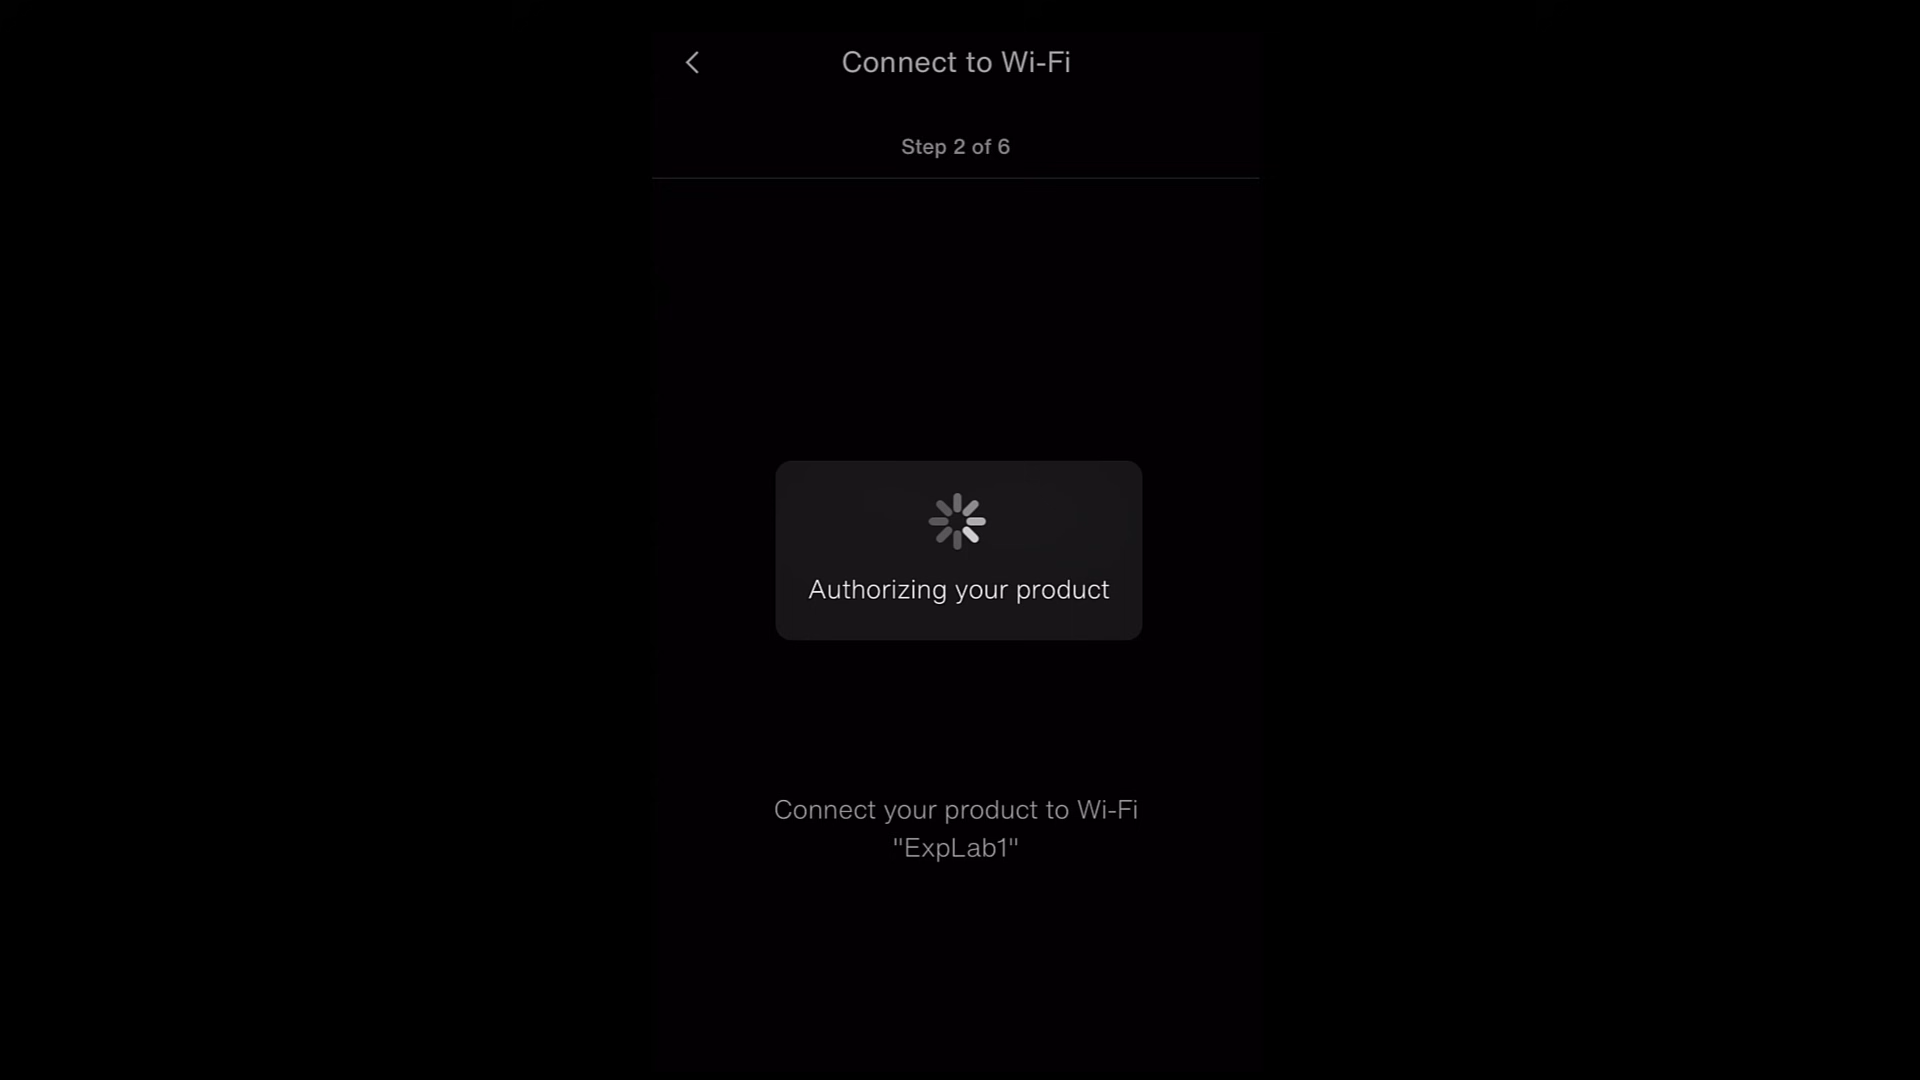 Connect to Wi-Fi
Step 2 of 6
Authorizing your product
Connect your product to Wi-Fi
"ExpLab1"